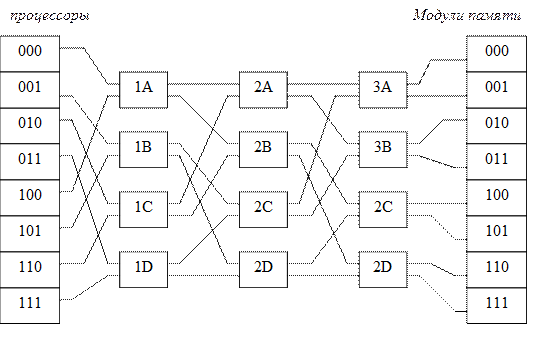 процессоры Модули памяти
000 000
1A 2A 3A
001 001
010 010
1B 2B 3B
011 011
100 100
1C 2C 2C
101 101
110 110
1D 2D 2D
111 111